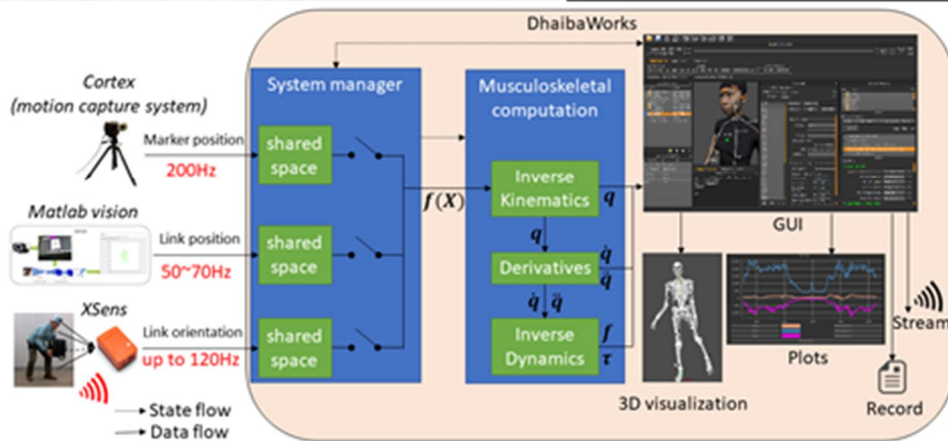 DhaibaWorks
Cortex
(motion capture system)
Marker position
200Hz
Matlab vision
Link position
50~70Hz
XSens
Link orientation
up to 120Hz
State flow
Data flow
System manager
shared
space
shared
space
shared
space
f(X)
Musculoskeletal
computation
Inverse
Kinematics
q
q
Derivatives
q̇
q̈
q̇ q̈
Inverse
Dynamics
f
τ
GUI
3D visualization
Plots
Stream
Record